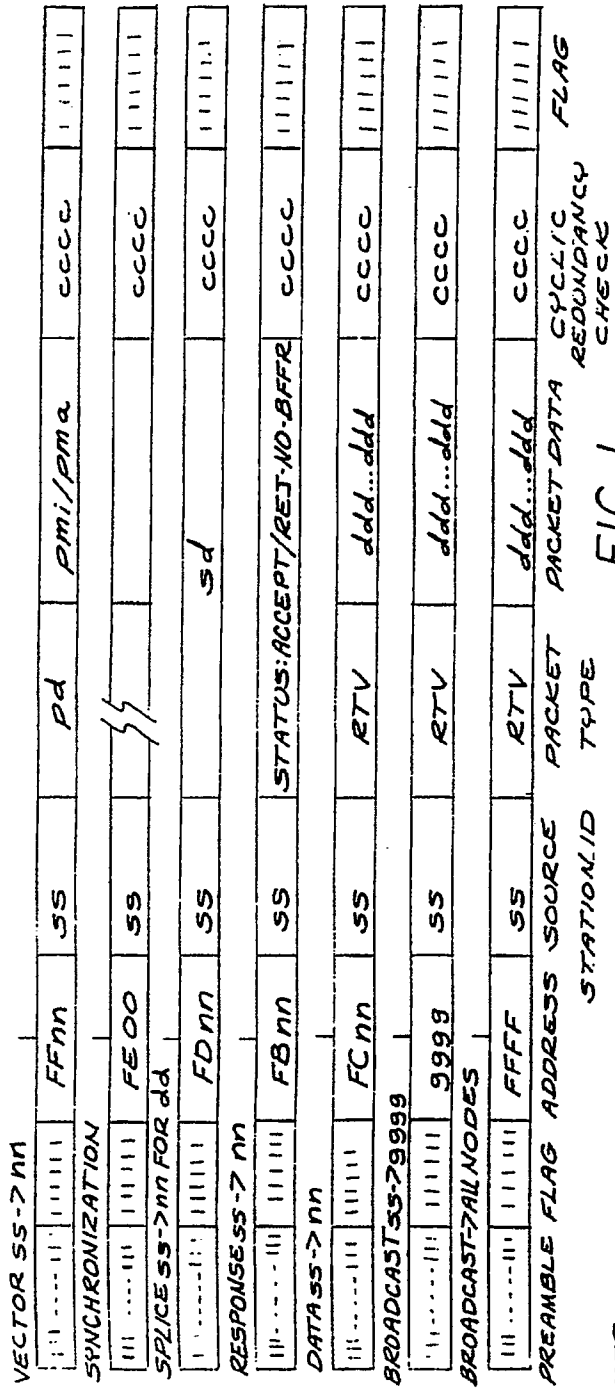 VECTOR ss->nn
FFnn ss pd pmi/pma cccc
SYNCHRONIZATION
FE00 ss cccc
SPLICE ss->nn FOR dd
FDnn ss sd cccc
RESPONSE ss->nn
FBnn ss STATUS:ACCEPT/REJ-NO-BFFR cccc
DATA ss->nn
FCnn ss RTV ddd...ddd cccc
BROADCAST ss->9999
9999 ss RTV ddd...ddd cccc
BROADCAST->ALL NODES
FFFF ss RTV ddd...ddd cccc
PREAMBLE FLAG ADDRESS SOURCE PACKET PACKET DATA CYCLIC FLAG
STATION.ID TYPE REDUNDANCY
CHECK